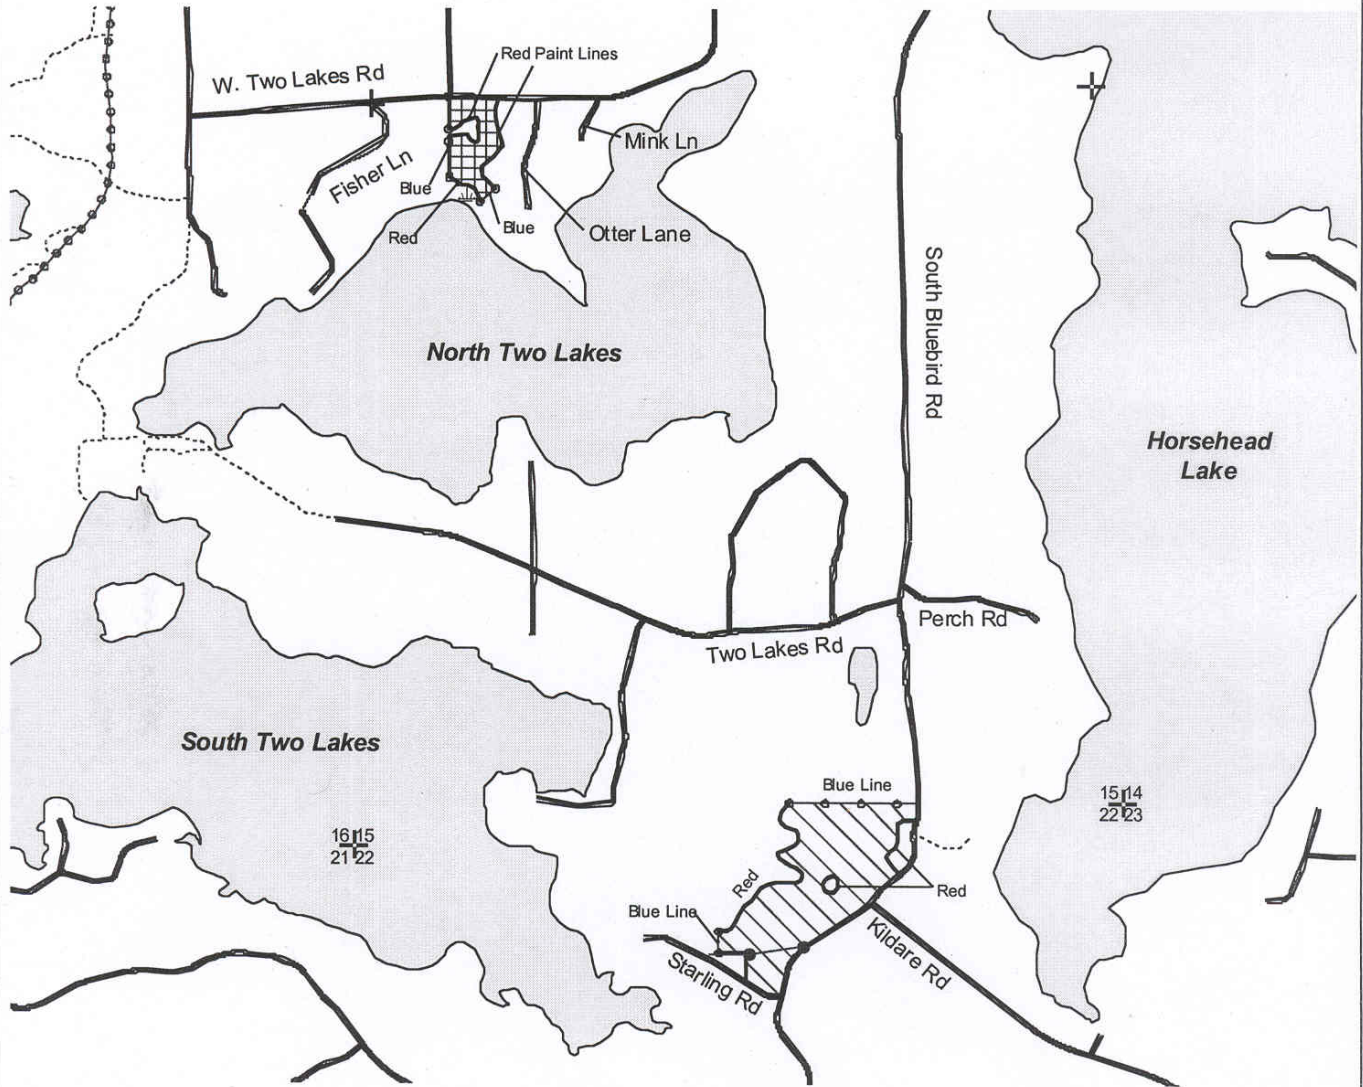 Red Paint Lines
W. Two Lakes Rd
Mink Ln
Fisher Ln
Blue
Blue
Red
Otter Lane
South Bluebird Rd
North Two Lakes
Horsehead
Lake
Perch Rd
Two Lakes Rd
South Two Lakes
Blue Line
15 14
22 23
16 15
21 22
Red
Red
Blue Line
Kildare Rd
Starling Rd